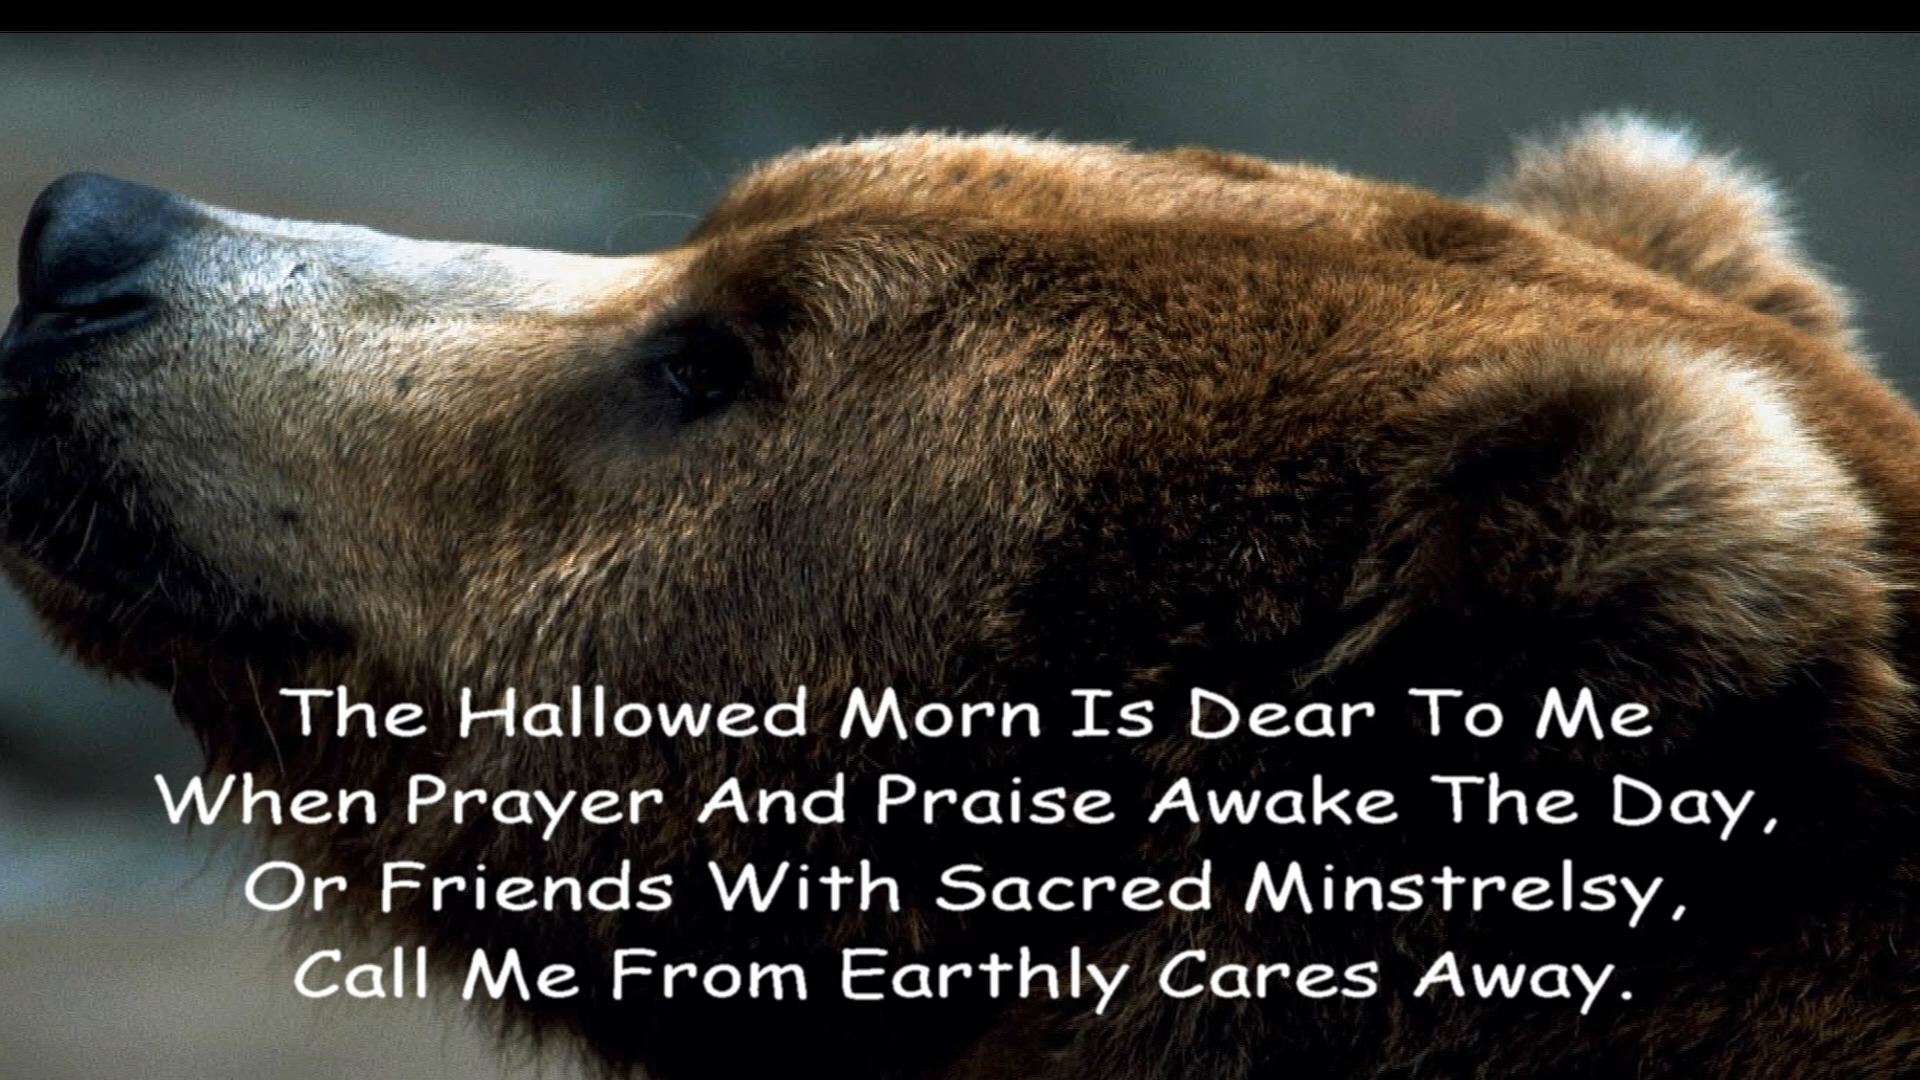 The Hallowed Morn Is Dear To Me
When Prayer And Praise Awake The Day,
Or Friends With Sacred Minstrelsy,
Call Me From Earthly Cares Away.